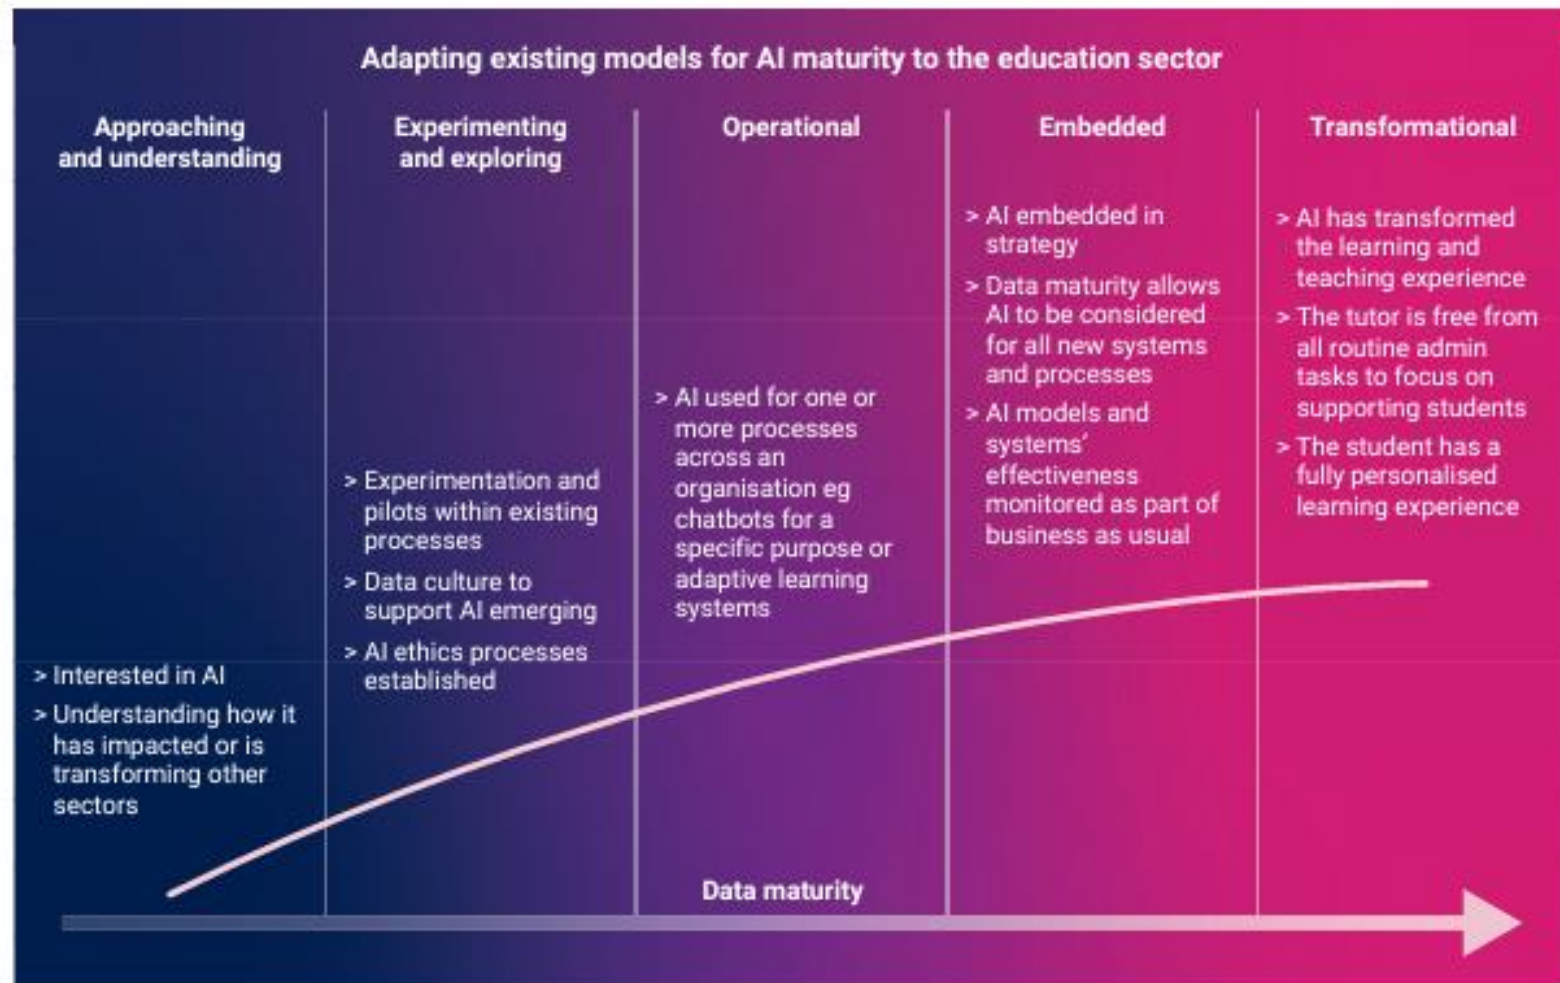 Adapting existing models for AI maturity to the education sector
Approaching
and understanding
> Interested in AI
> Understanding how it
has impacted or is
transforming other
sectors
Experimenting
and exploring
> Experimentation and
pilots within existing
processes
> Data culture to
support AI emerging
> AI ethics processes
established
Operational
> AI used for one or
more processes
across an
organisation eg
chatbots for a
specific purpose or
adaptive learning
systems
Embedded
> AI embedded in
strategy
> Data maturity allows
AI to be considered
for all new systems
and processes
> AI models and
systems’
effectiveness
monitored as part of
business as usual
Transformational
> AI has transformed
the learning and
teaching experience
> The tutor is free from
all routine admin
tasks to focus on
supporting students
> The student has a
fully personalised
learning experience
Data maturity